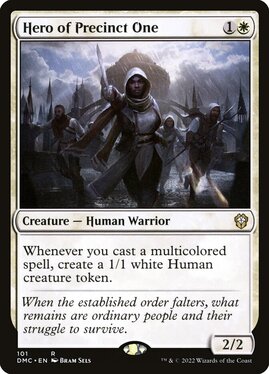 Hero of Precinct One 1
Creature — Human Warrior
Whenever you cast a multicolored
spell, create a 1/1 white Human
creature token.
When the established order falters, what
remains are ordinary people and their
struggle to survive.
2/2
101 R
DMC • EN Bram Sels
™ & © 2022 Wizards of the Coast